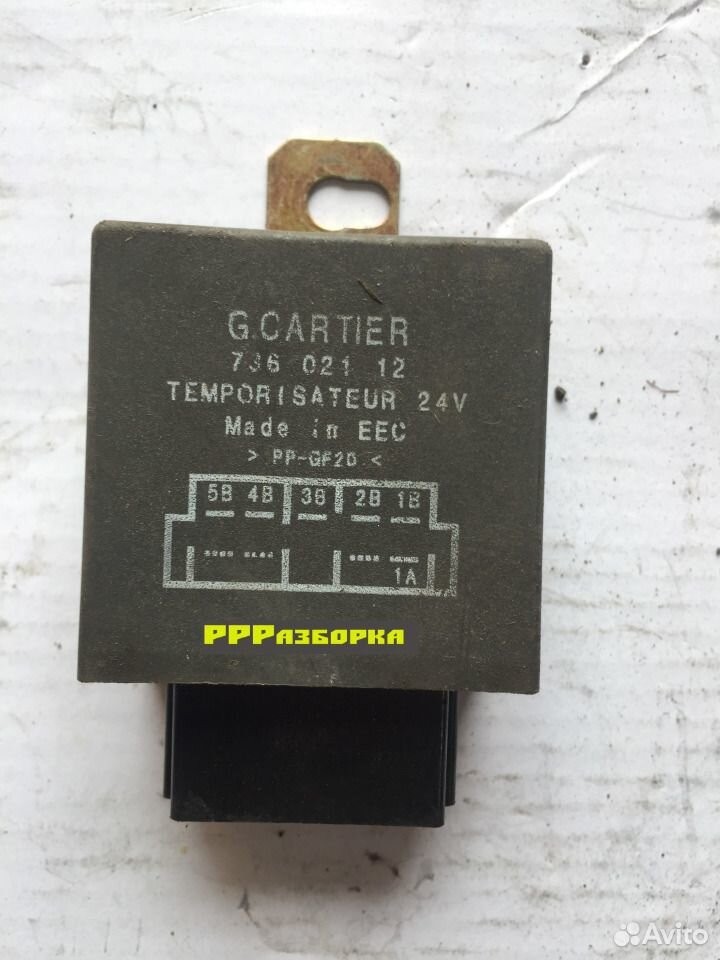 G.CARTIER
736 021 12
TEMPORISATEUR 24V
Made in EEC
> PP-GF20 <
5B 4B 3B 2B 1B
1A
PPPАЗБОРКА
Avito